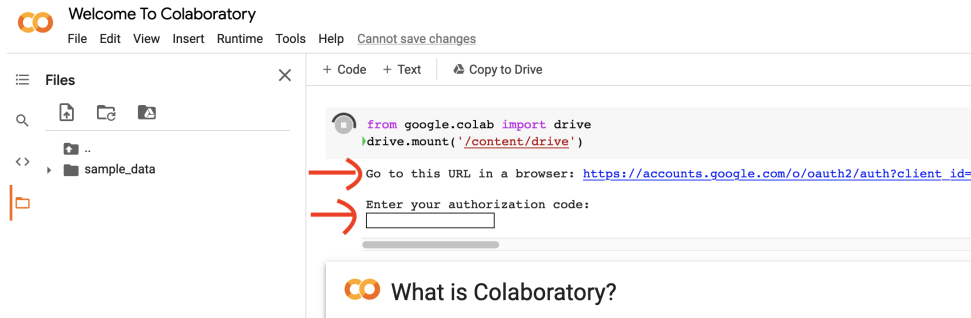 Welcome To Colaboratory
File Edit View Insert Runtime Tools Help Cannot save changes
Files
+ Code + Text Copy to Drive
from google.colab import drive
drive.mount('/content/drive')
..
sample_data
Go to this URL in a browser: https://accounts.google.com/o/oauth2/auth?client_id=
Enter your authorization code:
What is Colaboratory?